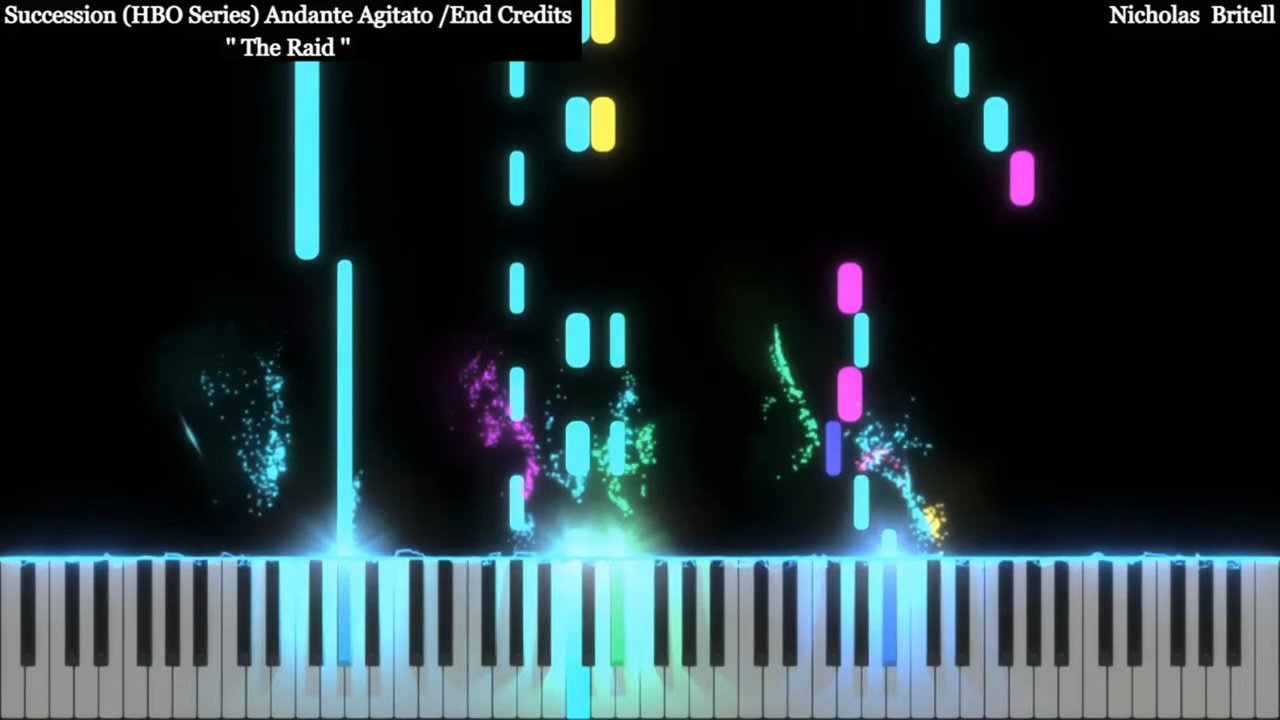 Succession (HBO Series) Andante Agitato /End Credits
" The Raid "
Nicholas Britell